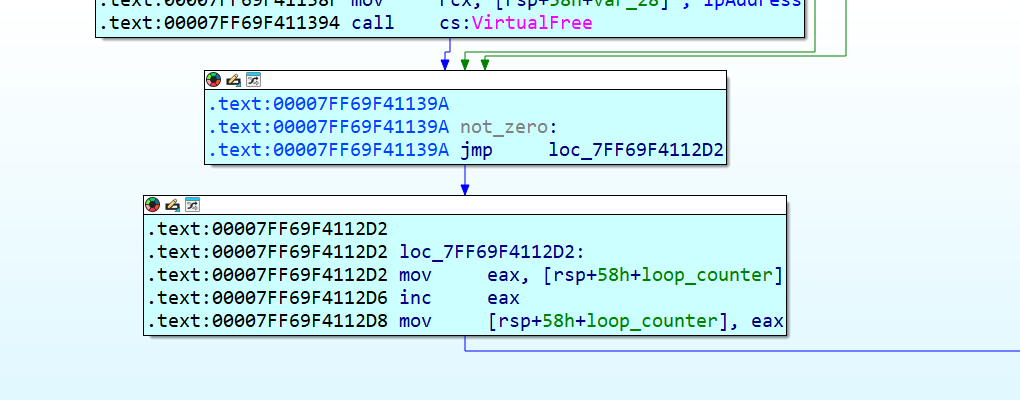 .text:00007FF69F41138F mov rcx, [rsp+58h+var_28] ; lpAddress
.text:00007FF69F411394 call cs:VirtualFree
.text:00007FF69F41139A
.text:00007FF69F41139A not_zero:
.text:00007FF69F41139A jmp loc_7FF69F4112D2
.text:00007FF69F4112D2
.text:00007FF69F4112D2 loc_7FF69F4112D2:
.text:00007FF69F4112D2 mov eax, [rsp+58h+loop_counter]
.text:00007FF69F4112D6 inc eax
.text:00007FF69F4112D8 mov [rsp+58h+loop_counter], eax